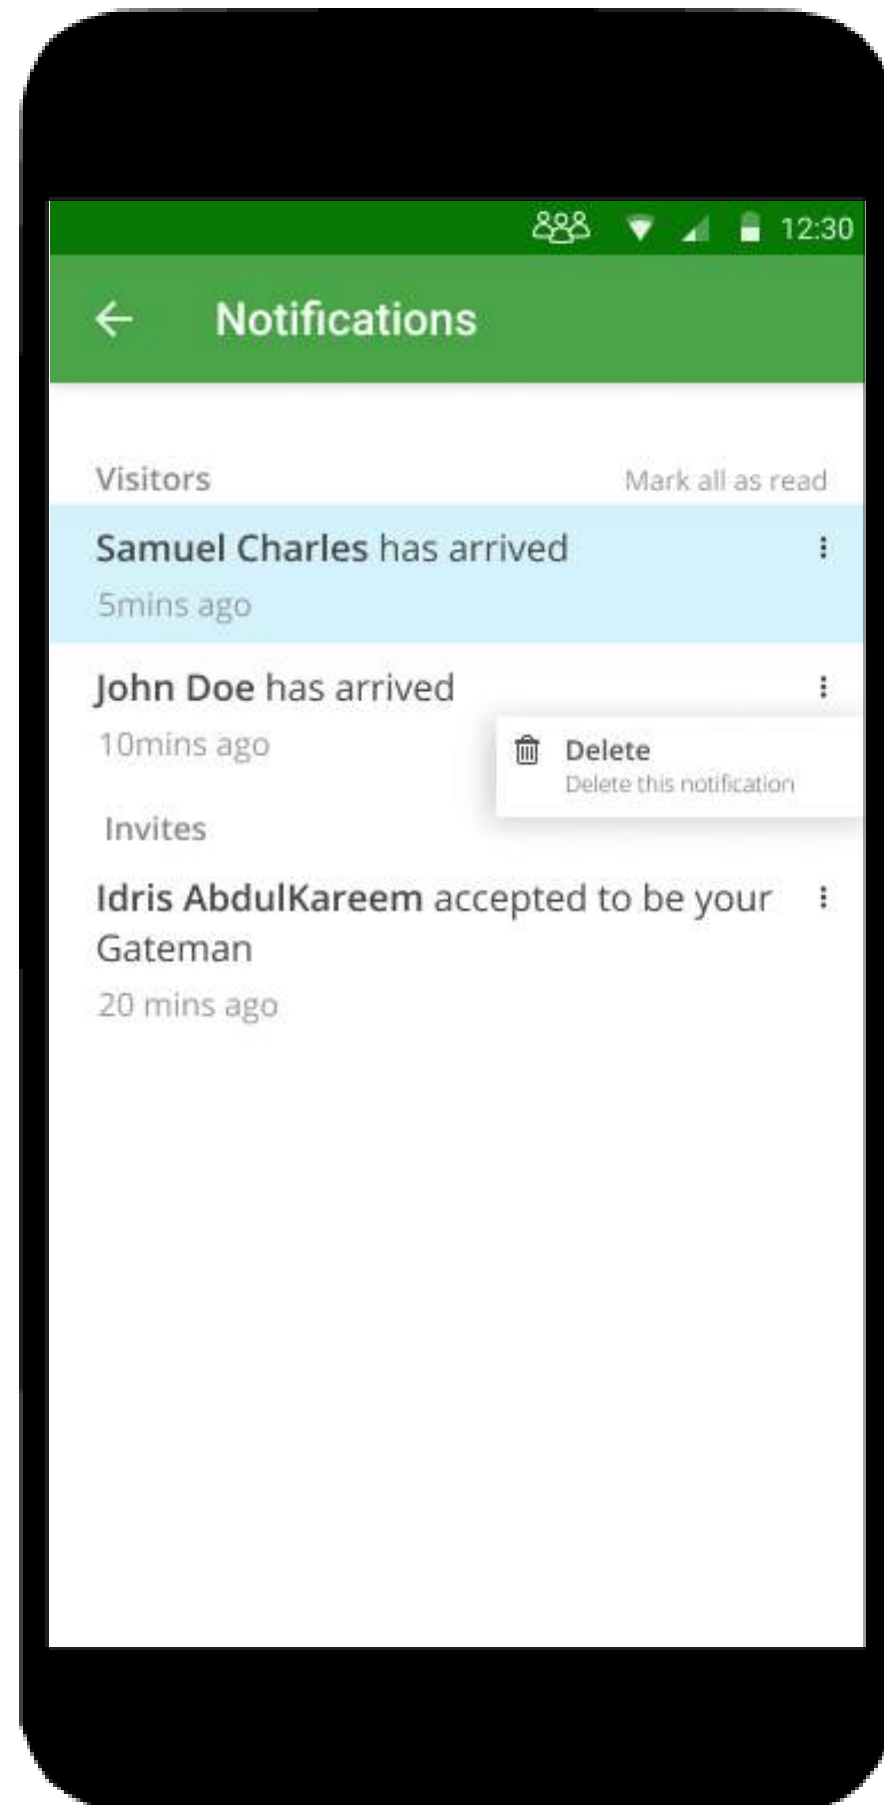 12:30
Notifications
Visitors
Mark all as read
Samuel Charles has arrived
5mins ago
John Doe has arrived
10mins ago
Delete
Delete this notification
Invites
Idris AbdulKareem accepted to be your
Gateman
20 mins ago